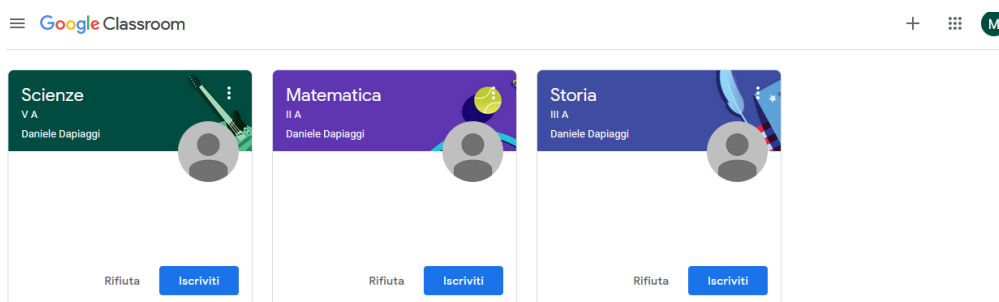 Google Classroom
M
Scienze
V A
Daniele Dapiaggi
Rifiuta Iscriviti
Matematica
II A
Daniele Dapiaggi
Rifiuta Iscriviti
Storia
III A
Daniele Dapiaggi
Rifiuta Iscriviti